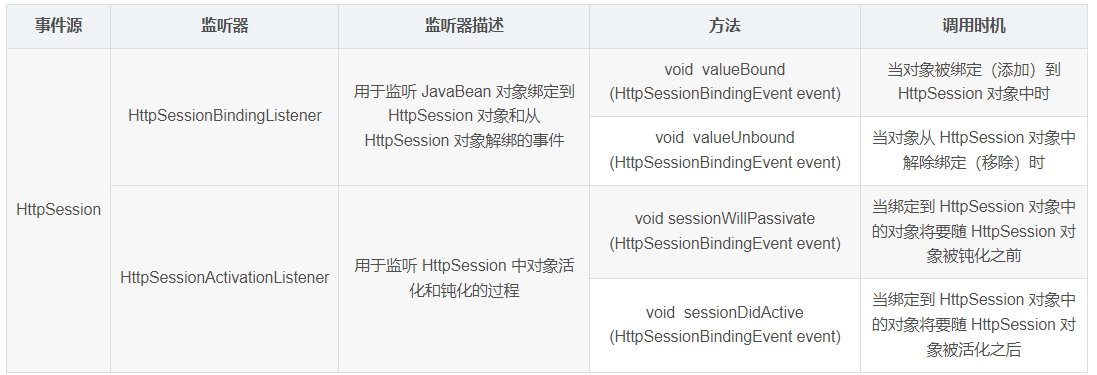 事件源
监听器
监听器描述
方法
调用时机
HttpSession
HttpSessionBindingListener
用于监听 JavaBean 对象绑定到
HttpSession 对象和从
HttpSession 对象解绑的事件
void valueBound
(HttpSessionBindingEvent event)
当对象被绑定（添加）到
HttpSession 对象中时
void valueUnbound
(HttpSessionBindingEvent event)
当对象从 HttpSession 对象中
解除绑定（移除）时
HttpSessionActivationListener
用于监听 HttpSession 中对象活
化和钝化的过程
void sessionWillPassivate
(HttpSessionBindingEvent event)
当绑定到 HttpSession 对象中
的对象将要随 HttpSession 对
象被钝化之前
void sessionDidActive
(HttpSessionBindingEvent event)
当绑定到 HttpSession 对象中
的对象将要随 HttpSession 对
象被活化之后